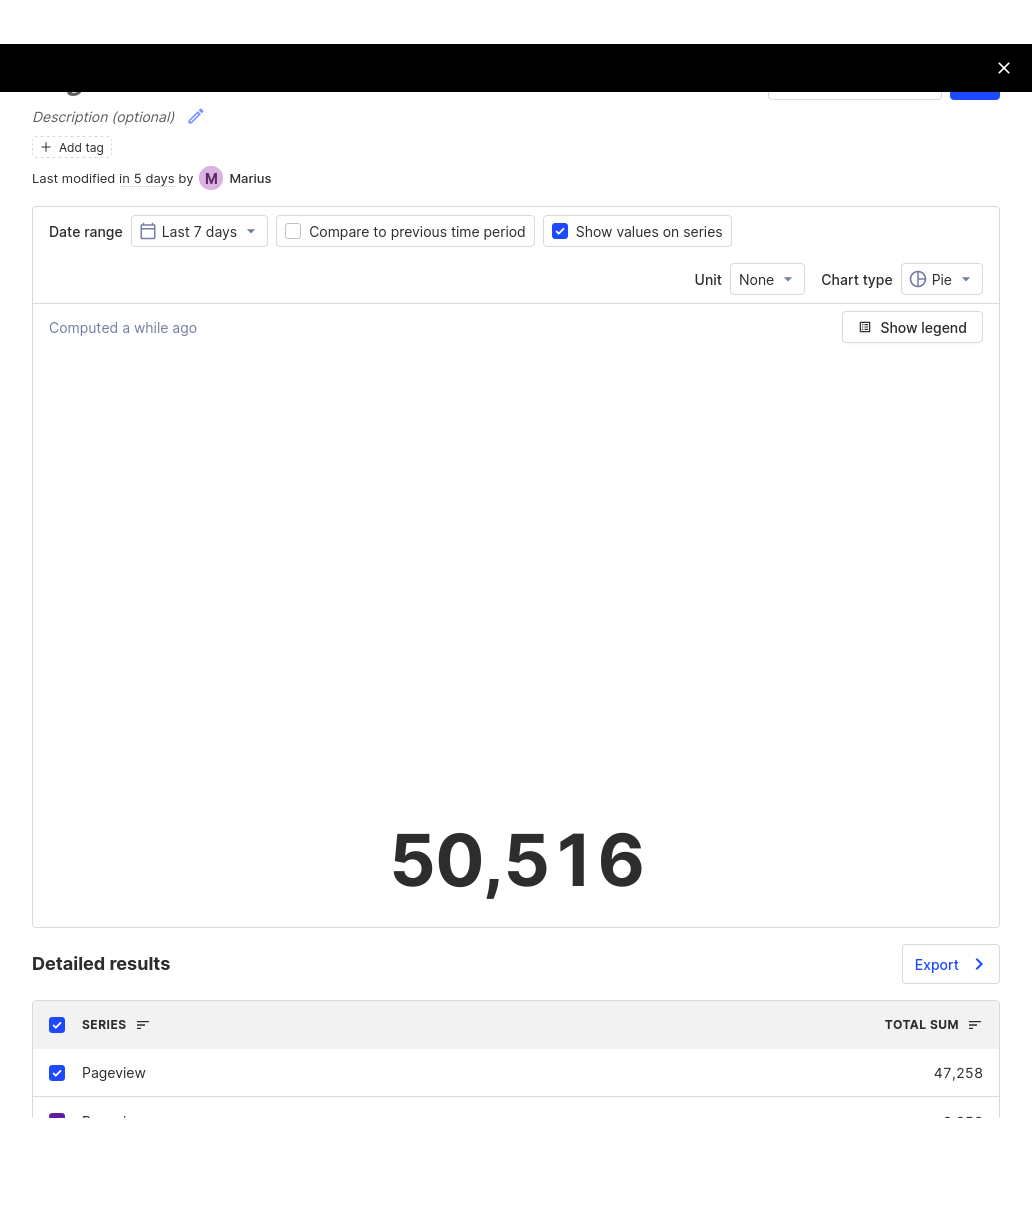 Description (optional)
Add tag
Last modified in 5 days by M Marius
Date range Last 7 days Compare to previous time period Show values on series
Unit None Chart type Pie
Computed a while ago Show legend
50,516
Detailed results Export
SERIES TOTAL SUM
Pageview 47,258